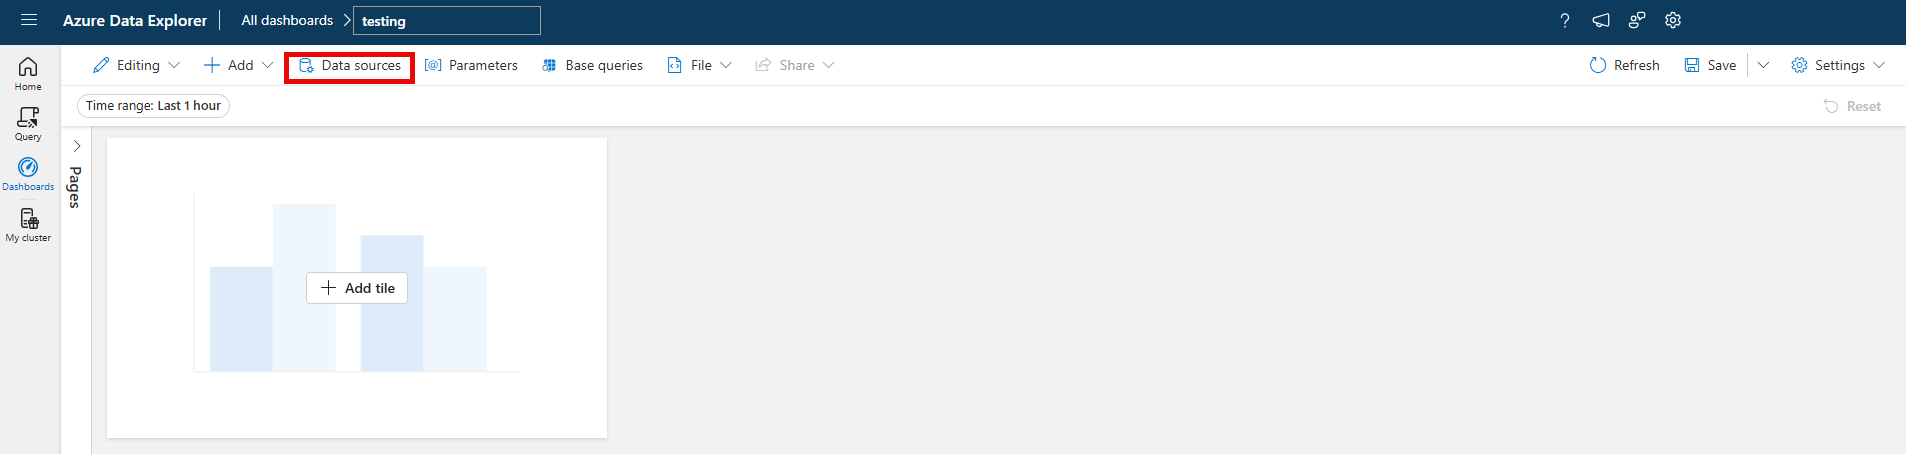 Azure Data Explorer All dashboards testing
Editing Add Data sources Parameters Base queries File Share Refresh Save Settings
Time range: Last 1 hour Reset
Home
Query
Dashboards
My cluster
Pages
Add tile